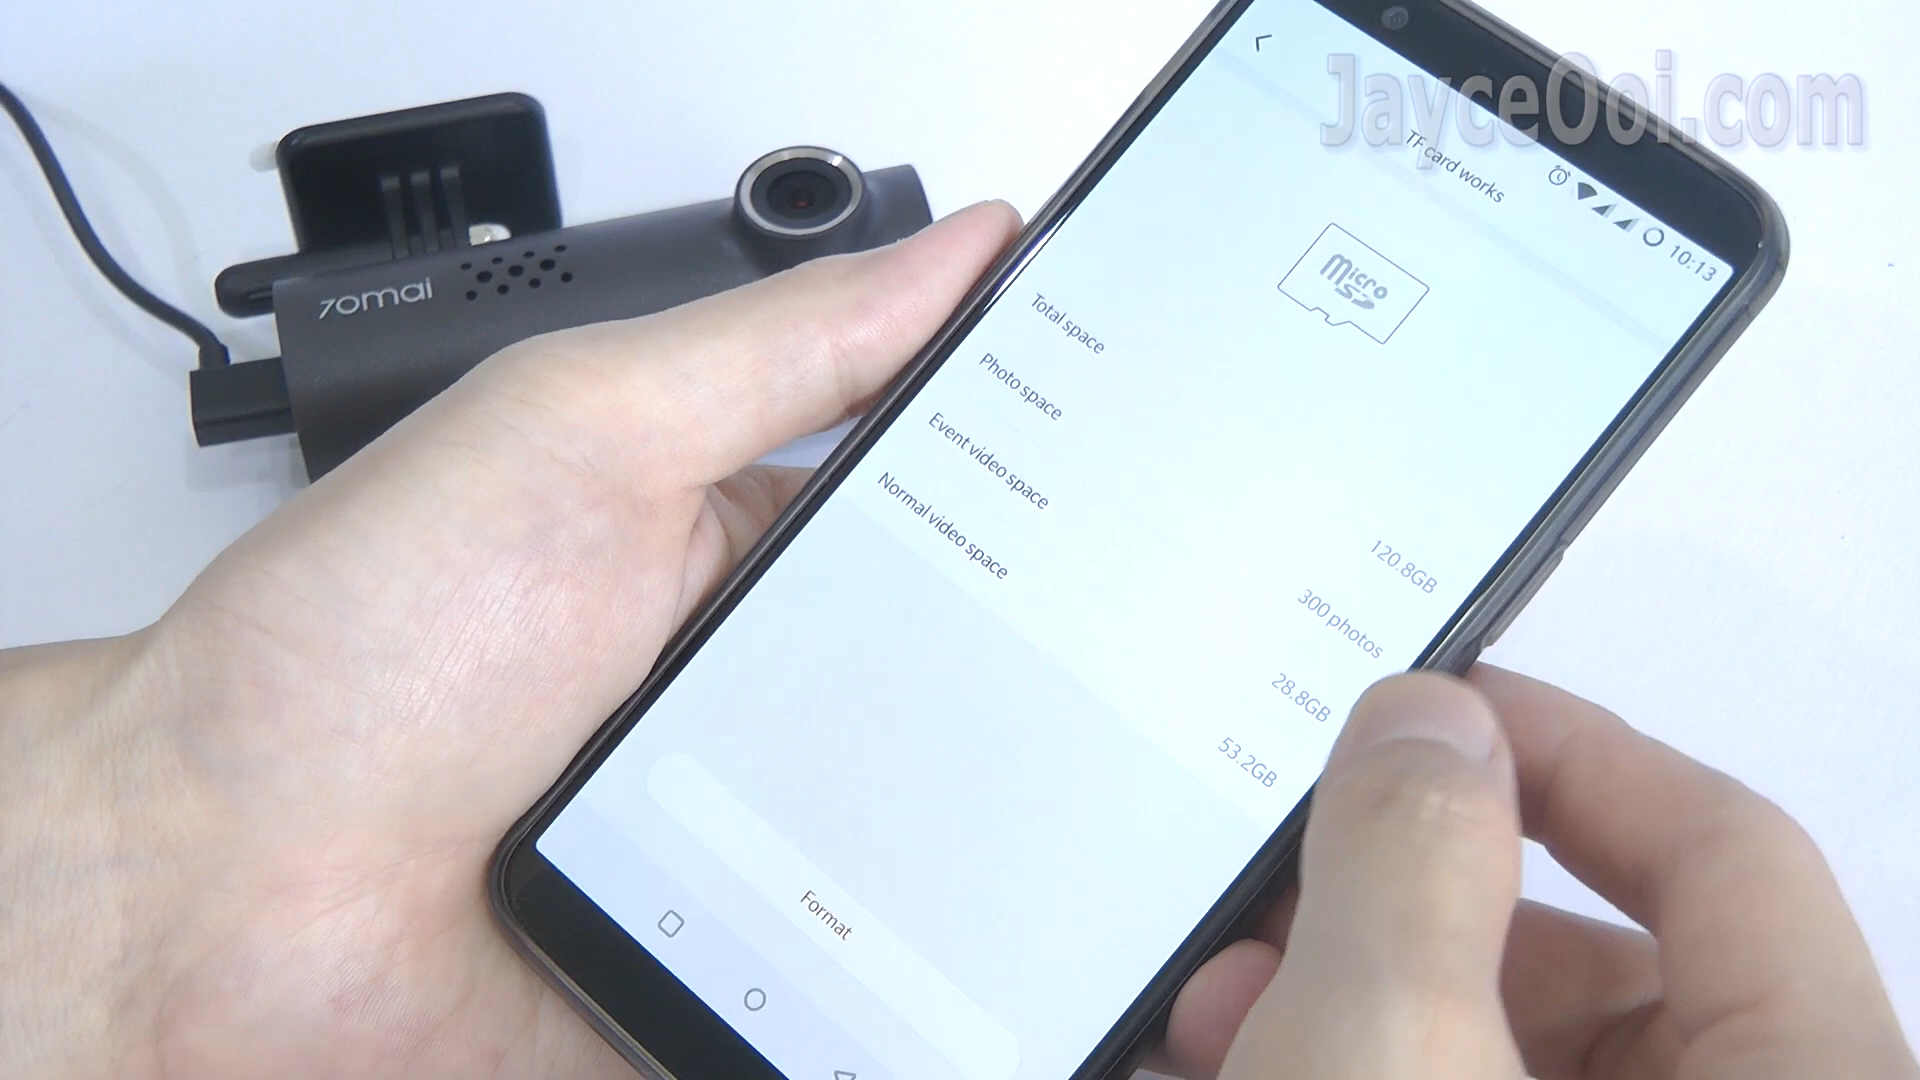 JayceOoi.com
10:13
TF card works
Micro
SD
Total space
120.8GB
Photo space
300 photos
Event video space
28.8GB
Normal video space
53.2GB
Format
70mai